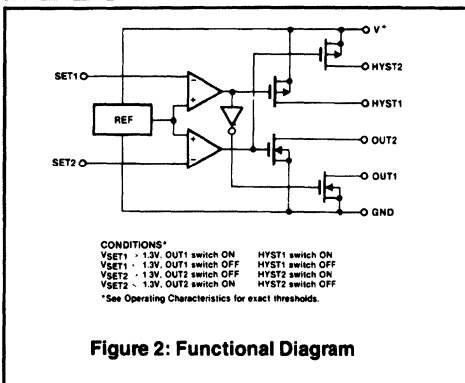 V+
HYST2
SET1
HYST1
REF
OUT2
SET2
OUT1
GND
CONDITIONS*
VSET1 > 1.3V, OUT1 switch ON HYST1 switch ON
VSET1 < 1.3V, OUT1 switch OFF HYST1 switch OFF
VSET2 > 1.3V, OUT2 switch OFF HYST2 switch ON
VSET2 < 1.3V, OUT2 switch ON HYST2 switch OFF
*See Operating Characteristics for exact thresholds.
Figure 2: Functional Diagram